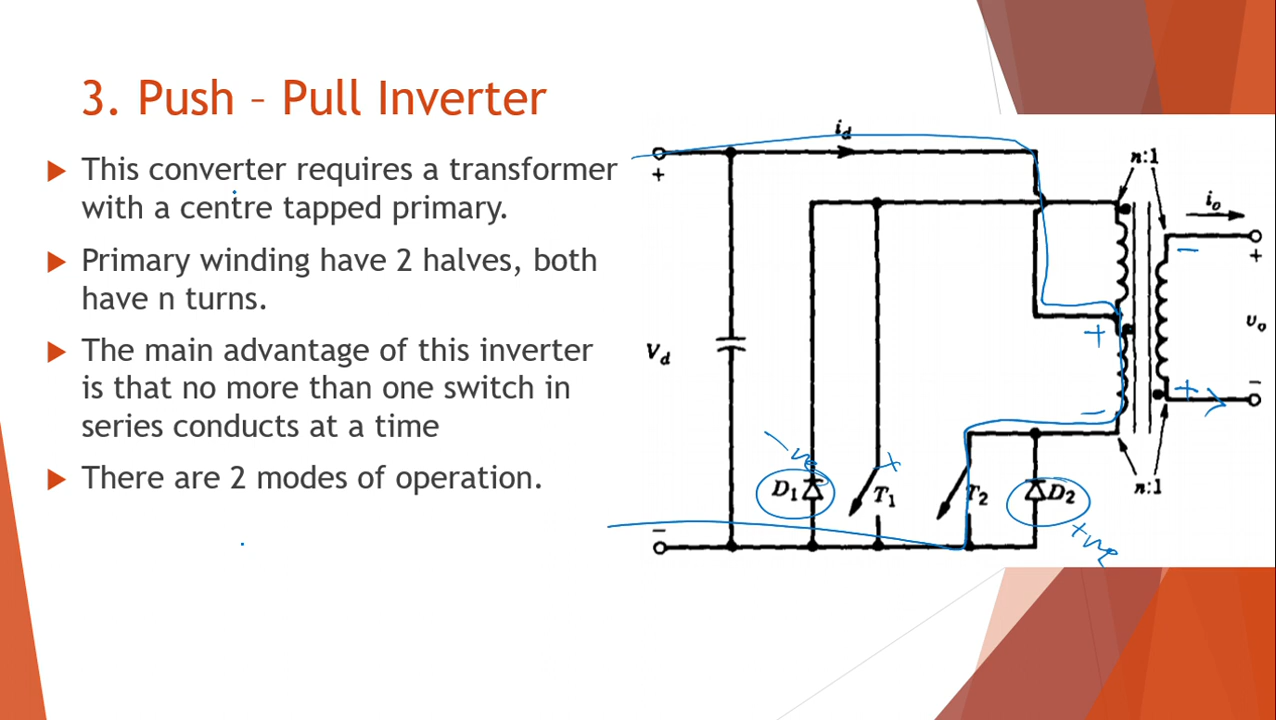 3. Push – Pull Inverter
This converter requires a transformer
with a centre tapped primary.
Primary winding have 2 halves, both
have n turns.
The main advantage of this inverter
is that no more than one switch in
series conducts at a time
There are 2 modes of operation.
i_d
+
n:1
i_o
+
−
V_d
+
v_o
−
+
−
-ve
D_1
T_1
x
T_2
D_2
n:1
+ve
−